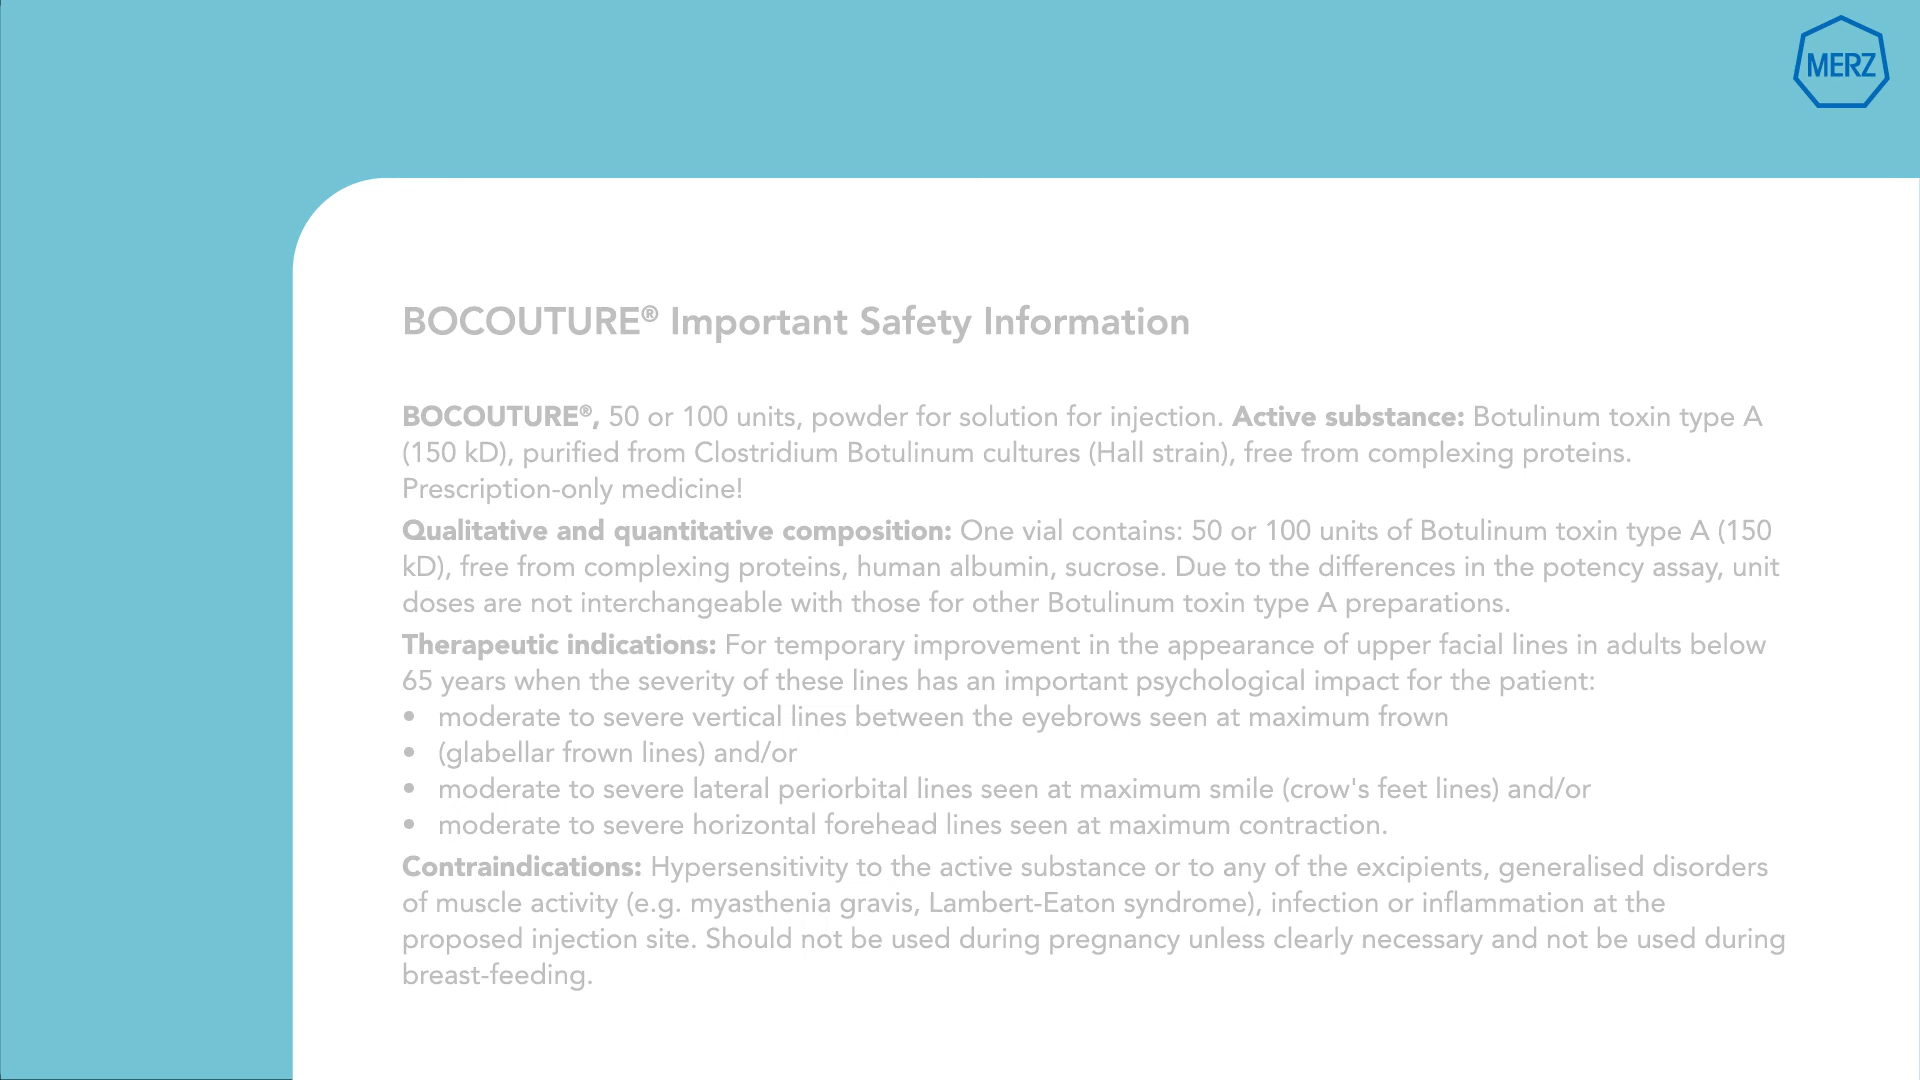 MERZ
BOCOUTURE® Important Safety Information
BOCOUTURE®, 50 or 100 units, powder for solution for injection. Active substance: Botulinum toxin type A
(150 kD), purified from Clostridium Botulinum cultures (Hall strain), free from complexing proteins.
Prescription-only medicine!
Qualitative and quantitative composition: One vial contains: 50 or 100 units of Botulinum toxin type A (150
kD), free from complexing proteins, human albumin, sucrose. Due to the differences in the potency assay, unit
doses are not interchangeable with those for other Botulinum toxin type A preparations.
Therapeutic indications: For temporary improvement in the appearance of upper facial lines in adults below
65 years when the severity of these lines has an important psychological impact for the patient:
• moderate to severe vertical lines between the eyebrows seen at maximum frown
• (glabellar frown lines) and/or
• moderate to severe lateral periorbital lines seen at maximum smile (crow's feet lines) and/or
• moderate to severe horizontal forehead lines seen at maximum contraction.
Contraindications: Hypersensitivity to the active substance or to any of the excipients, generalised disorders
of muscle activity (e.g. myasthenia gravis, Lambert-Eaton syndrome), infection or inflammation at the
proposed injection site. Should not be used during pregnancy unless clearly necessary and not be used during
breast-feeding.